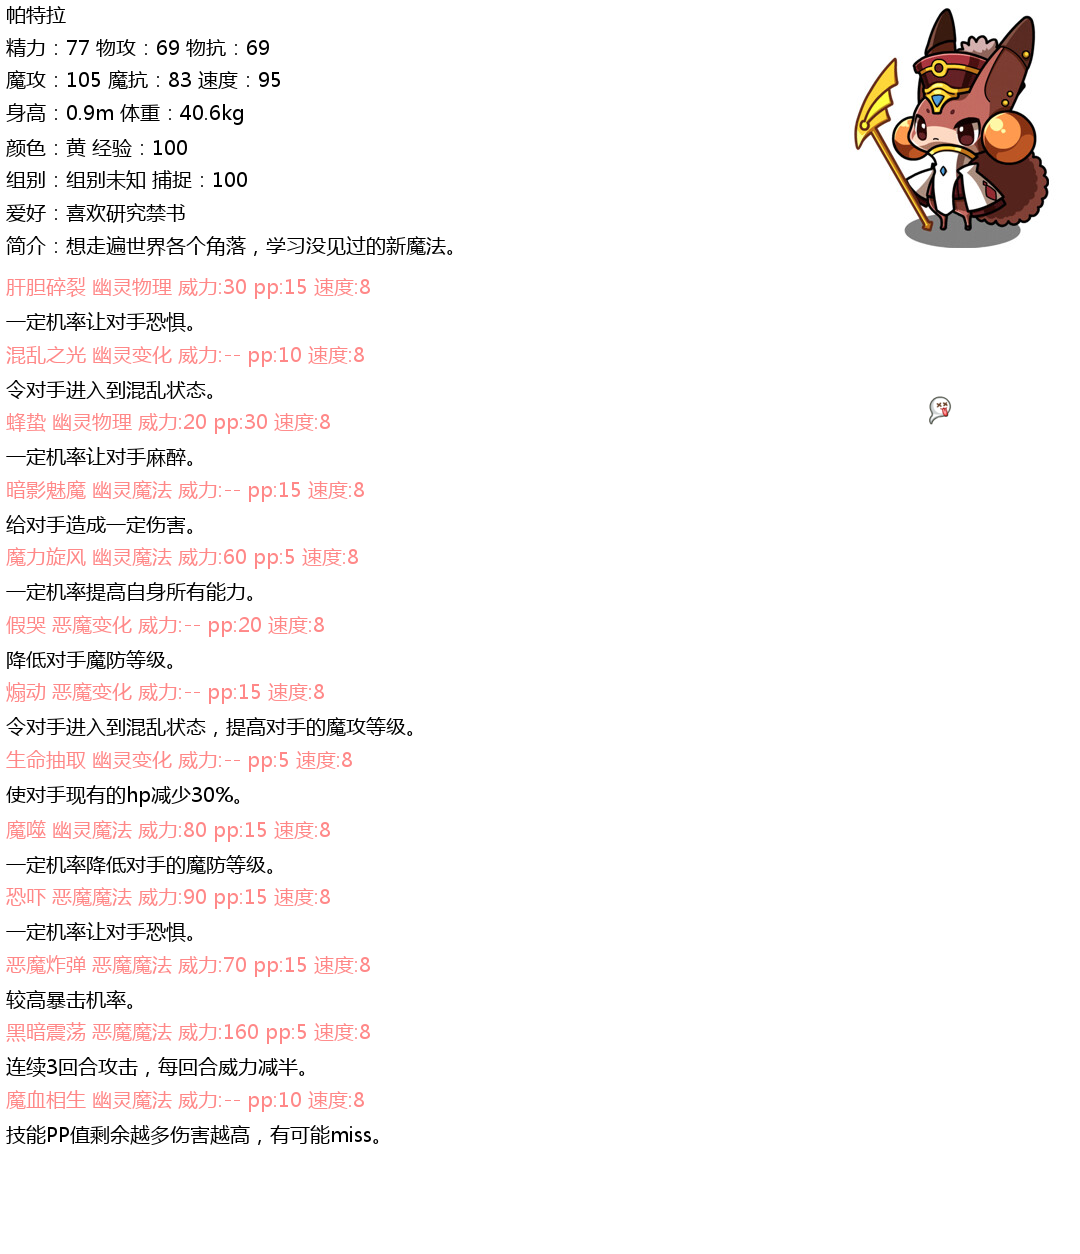 帕特拉
精力：77 物攻：69 物抗：69
魔攻：105 魔抗：83 速度：95
身高：0.9m 体重：40.6kg
颜色：黄 经验：100
组别：组别未知 捕捉：100
爱好：喜欢研究禁书
简介：想走遍世界各个角落，学习没见过的新魔法。
肝胆碎裂 幽灵物理 威力:30 pp:15 速度:8
一定机率让对手恐惧。
混乱之光 幽灵变化 威力:-- pp:10 速度:8
令对手进入到混乱状态。
蜂蛰 幽灵物理 威力:20 pp:30 速度:8
一定机率让对手麻醉。
暗影魅魔 幽灵魔法 威力:-- pp:15 速度:8
给对手造成一定伤害。
魔力旋风 幽灵魔法 威力:60 pp:5 速度:8
一定机率提高自身所有能力。
假哭 恶魔变化 威力:-- pp:20 速度:8
降低对手魔防等级。
煽动 恶魔变化 威力:-- pp:15 速度:8
令对手进入到混乱状态，提高对手的魔攻等级。
生命抽取 幽灵变化 威力:-- pp:5 速度:8
使对手现有的hp减少30%。
魔噬 幽灵魔法 威力:80 pp:15 速度:8
一定机率降低对手的魔防等级。
恐吓 恶魔魔法 威力:90 pp:15 速度:8
一定机率让对手恐惧。
恶魔炸弹 恶魔魔法 威力:70 pp:15 速度:8
较高暴击机率。
黑暗震荡 恶魔魔法 威力:160 pp:5 速度:8
连续3回合攻击，每回合威力减半。
魔血相生 幽灵魔法 威力:-- pp:10 速度:8
技能PP值剩余越多伤害越高，有可能miss。